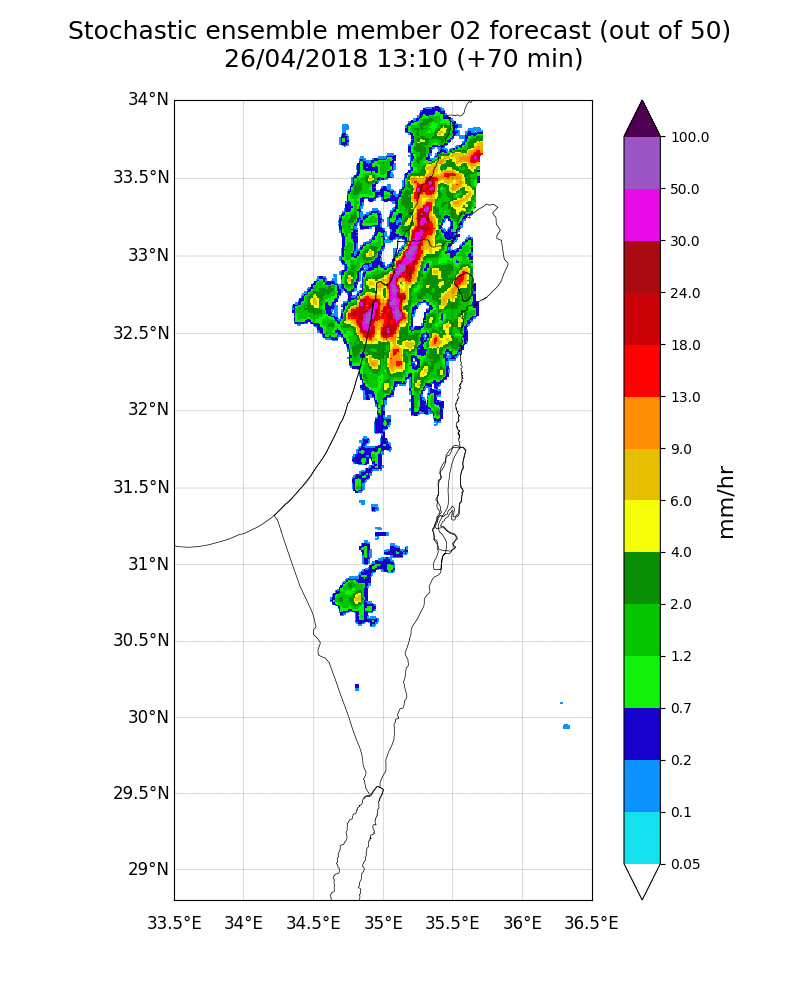 Stochastic ensemble member 02 forecast (out of 50)
26/04/2018 13:10 (+70 min)
34°N
33.5°N
33°N
32.5°N
32°N
31.5°N
31°N
30.5°N
30°N
29.5°N
29°N
33.5°E 34°E 34.5°E 35°E 35.5°E 36°E 36.5°E
100.0
50.0
30.0
24.0
18.0
13.0
9.0
6.0
4.0
2.0
1.2
0.7
0.2
0.1
0.05
mm/hr